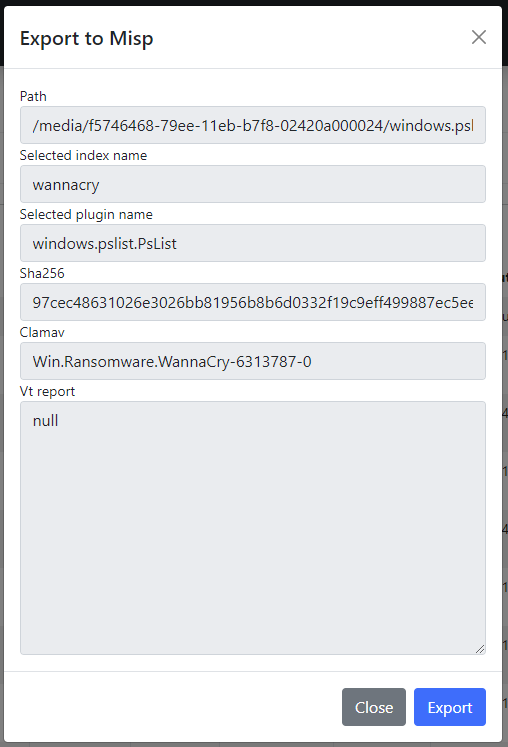 Export to Misp
Path
/media/f5746468-79ee-11eb-b7f8-02420a000024/windows.psl
Selected index name
wannacry
Selected plugin name
windows.pslist.PsList
Sha256
97cec48631026e3026bb81956b8b6d0332f19c9eff499887ec5ee
Clamav
Win.Ransomware.WannaCry-6313787-0
Vt report
null
Close
Export